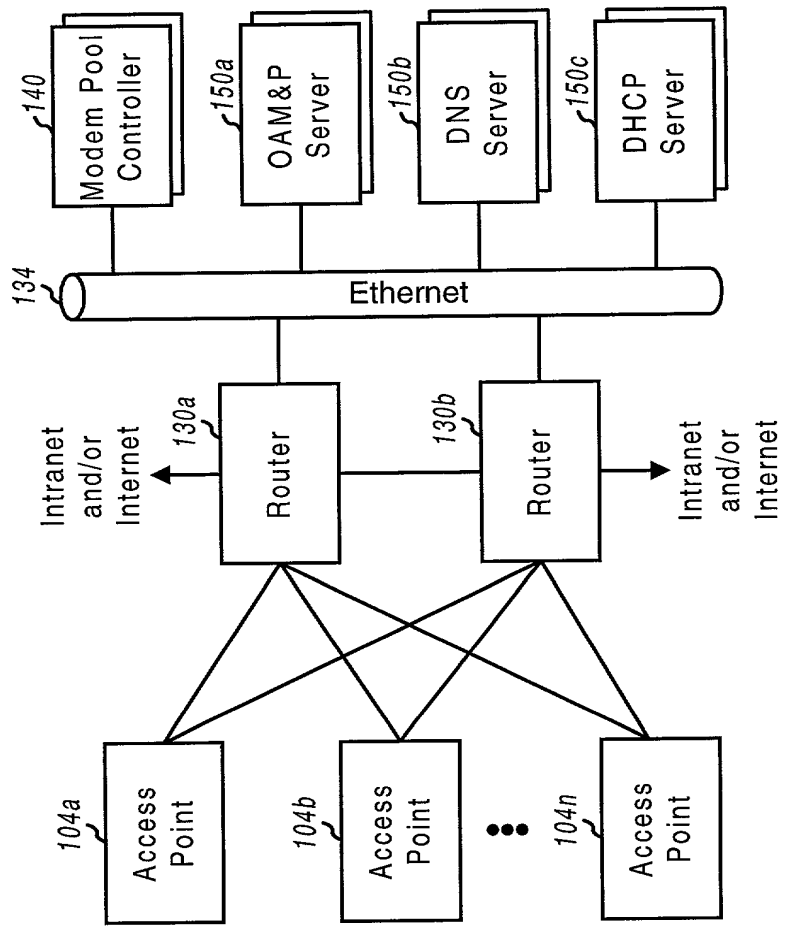 104a
Access
Point
104b
Access
Point
104n
Access
Point
Intranet
and/or
Internet
130a
Router
130b
Router
Intranet
and/or
Internet
134
Ethernet
140
Modem Pool
Controller
150a
OAM&P
Server
150b
DNS
Server
150c
DHCP
Server